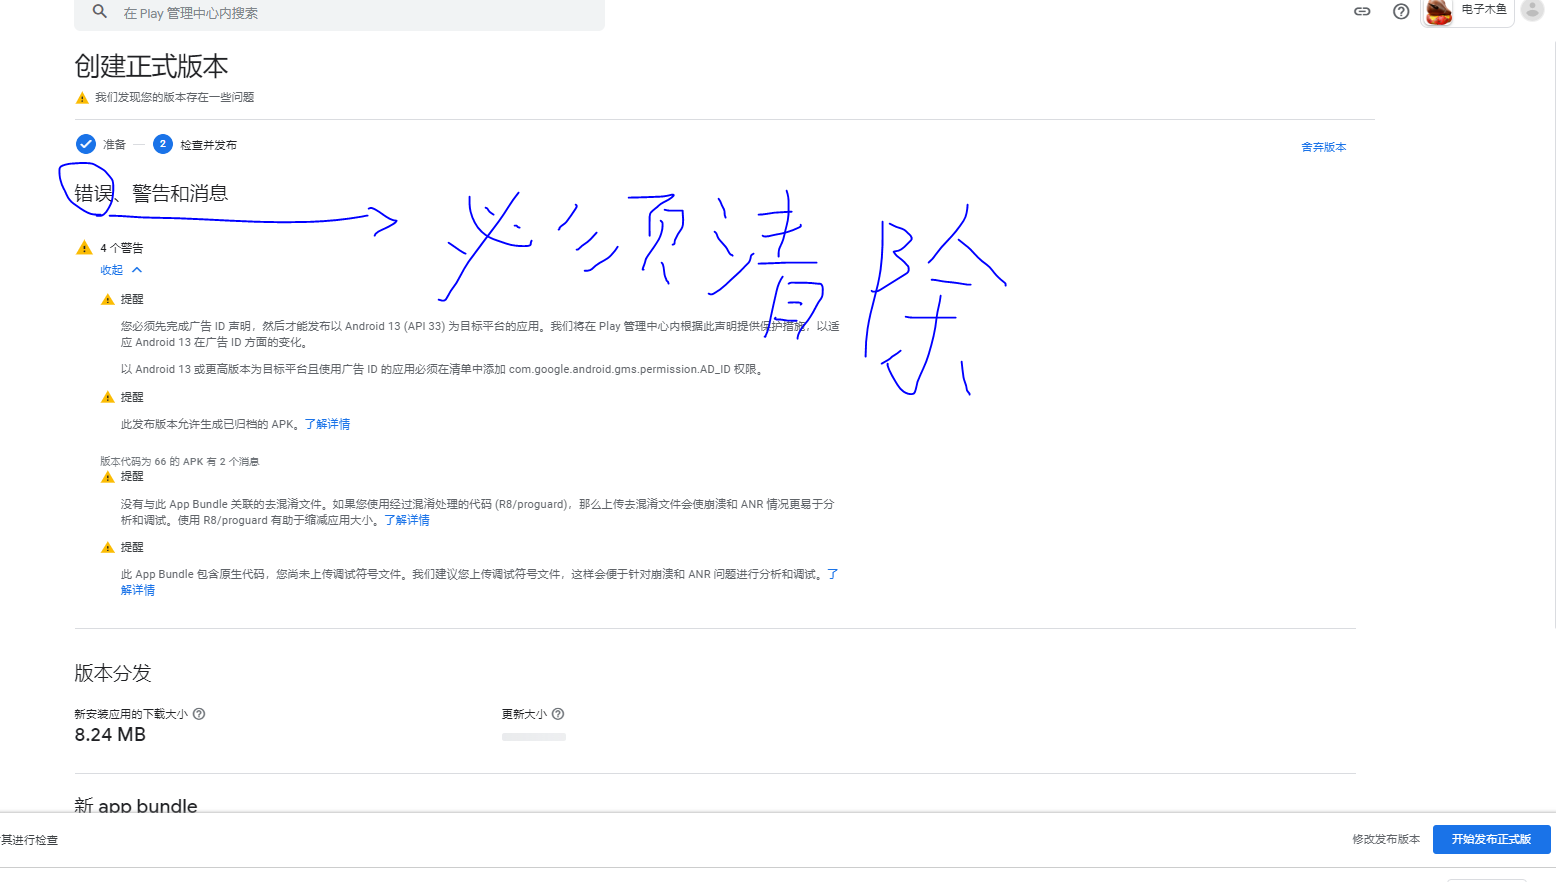 在 Play 管理中心内搜索
电子木鱼
创建正式版本
我们发现您的版本存在一些问题
准备
2 检查并发布
舍弃版本
错误、警告和消息
必须清除
4 个警告
收起
提醒
您必须先完成广告 ID 声明，然后才能发布以 Android 13 (API 33) 为目标平台的应用。我们将在 Play 管理中心内根据此声明提供保护措施，以适
应 Android 13 在广告 ID 方面的变化。
以 Android 13 或更高版本为目标平台且使用广告 ID 的应用必须在清单中添加 com.google.android.gms.permission.AD_ID 权限。
提醒
此发布版本允许生成已归档的 APK。了解详情
版本代码为 66 的 APK 有 2 个消息
提醒
没有与此 App Bundle 关联的去混淆文件。如果您使用经过混淆处理的代码 (R8/proguard)，那么上传去混淆文件会使崩溃和 ANR 情况更易于分
析和调试。使用 R8/proguard 有助于缩减应用大小。了解详情
提醒
此 App Bundle 包含原生代码，您尚未上传调试符号文件。我们建议您上传调试符号文件，这样会便于针对崩溃和 ANR 问题进行分析和调试。了
解详情
版本分发
新安装应用的下载大小
更新大小
8.24 MB
新 app bundle
其进行检查
修改发布版本
开始发布正式版